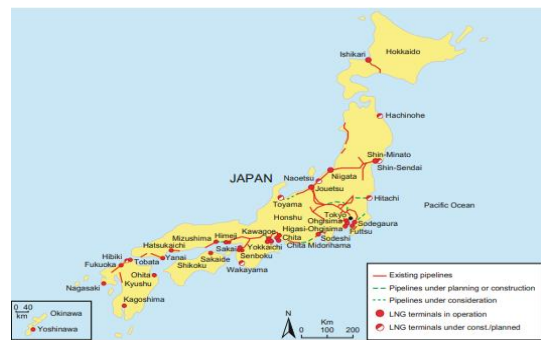 Hokkaido
Ishikari
Hachinohe
Shin-Minato
Shin-Sendai
JAPAN
Naoetsu
Niigata
Jouetsu
Toyama
Hitachi
Honshu
Tokyo
Pacific Ocean
Ohgisima
Sodegaura
Higasi-Ohgisima
Futtsu
Kawagoe
Chita
Sodeshi
Mizushima
Himeji
Chita Midorihama
Hatsukaichi
Sakai
Yokkaichi
Hibiki
Senboku
Fukuoka
Tobata
Yanai
Sakaide
Shikoku
Wakayama
Ohita
Nagasaki
Kyushu
Kagoshima
0 40
km
Okinawa
Yoshinawa
N
Km
0 100 200
Existing pipelines
Pipelines under planning or construction
Pipelines under consideration
LNG terminals in operation
LNG terminals under const./planned